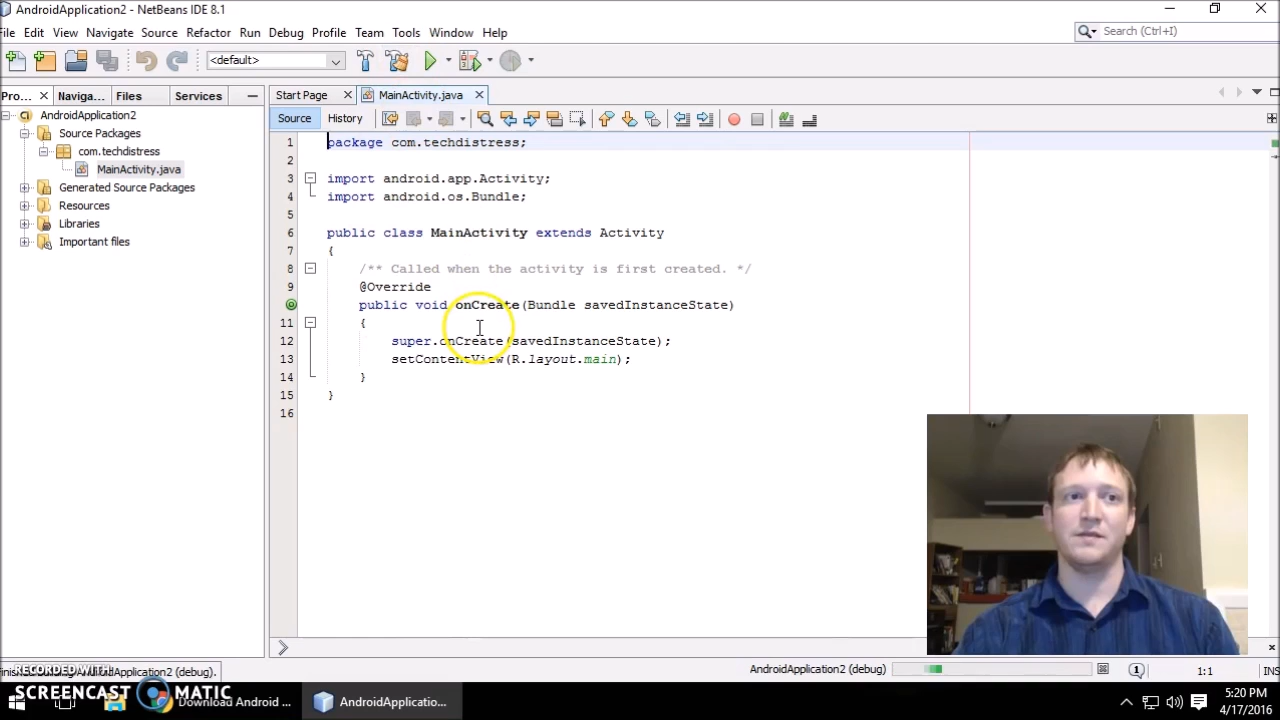 AndroidApplication2 - NetBeans IDE 8.1
File Edit View Navigate Source Refactor Run Debug Profile Team Tools Window Help
Search (Ctrl+I)
<default>
Pro... Naviga... Files Services
Start Page MainActivity.java
Source History
AndroidApplication2
Source Packages
com.techdistress
MainActivity.java
Generated Source Packages
Resources
Libraries
Important files
1 package com.techdistress;
2
3 import android.app.Activity;
4 import android.os.Bundle;
5
6 public class MainActivity extends Activity
7 {
8 /** Called when the activity is first created. */
9 @Override
public void onCreate(Bundle savedInstanceState)
11 {
12 super.onCreate(savedInstanceState);
13 setContentView(R.layout.main);
14 }
15 }
16
AndroidApplication2 (debug)
1:1
INS
RECORDED WITH
SCREENCAST MATIC
Download Android ...
AndroidApplicatio...
5:20 PM
4/17/2016